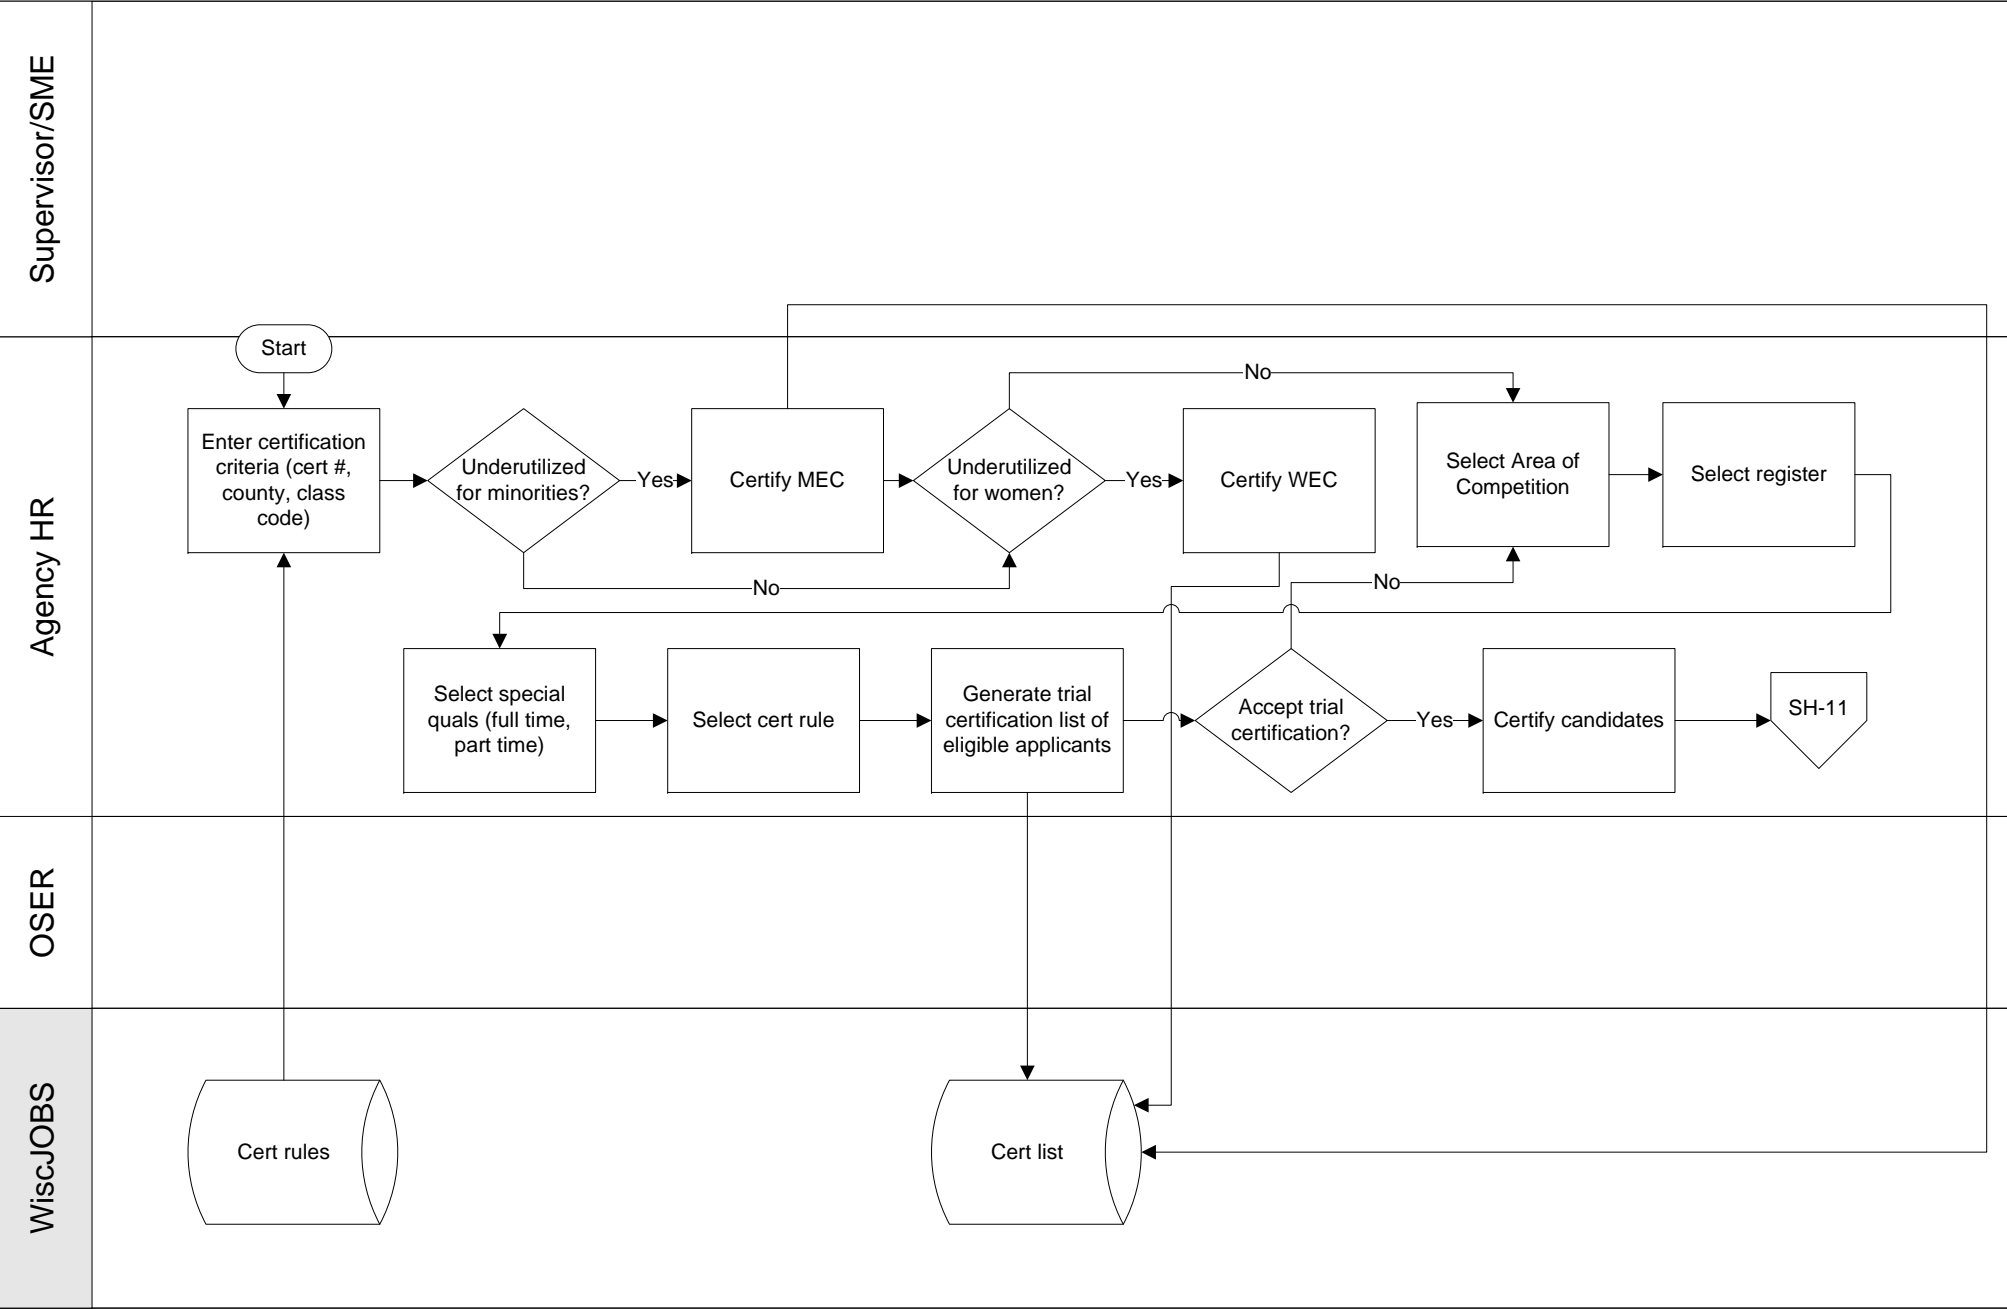 Supervisor/SME
Agency HR
OSER
WiscJOBS
Start
Enter certification
criteria (cert #,
county, class
code)
Underutilized
for minorities?
Yes
No
Certify MEC
Underutilized
for women?
Yes
No
Certify WEC
Select Area of
Competition
Select register
Select special
quals (full time,
part time)
Select cert rule
Generate trial
certification list of
eligible applicants
Accept trial
certification?
No
Yes
Certify candidates
SH-11
Cert rules
Cert list